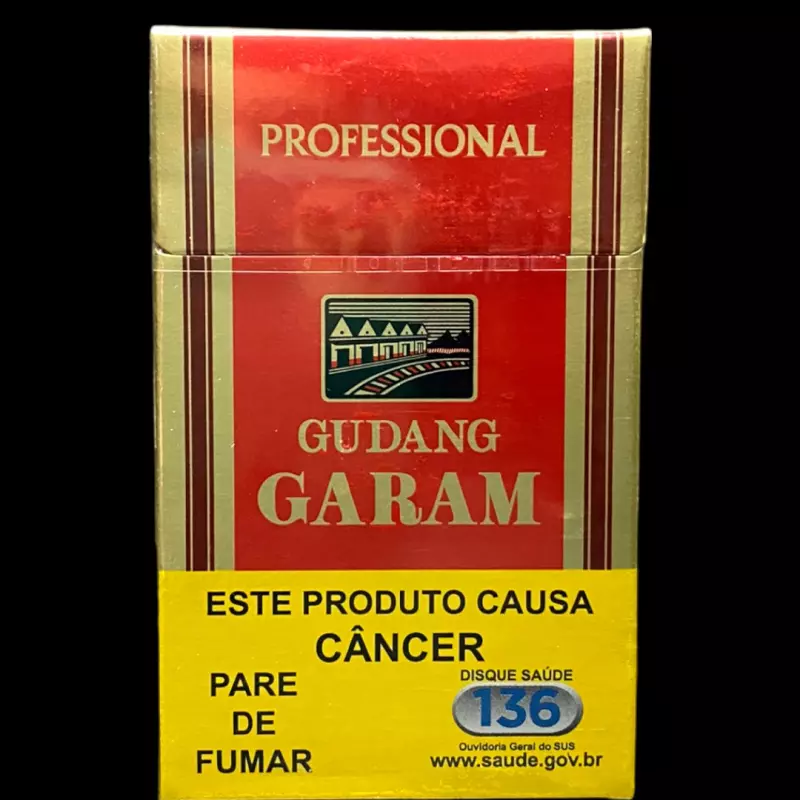 PROFESSIONAL
GUDANG
GARAM
ESTE PRODUTO CAUSA
CÂNCER
PARE
DE
FUMAR
DISQUE SAÚDE
136
Ouvidoria Geral do SUS
www.saude.gov.br